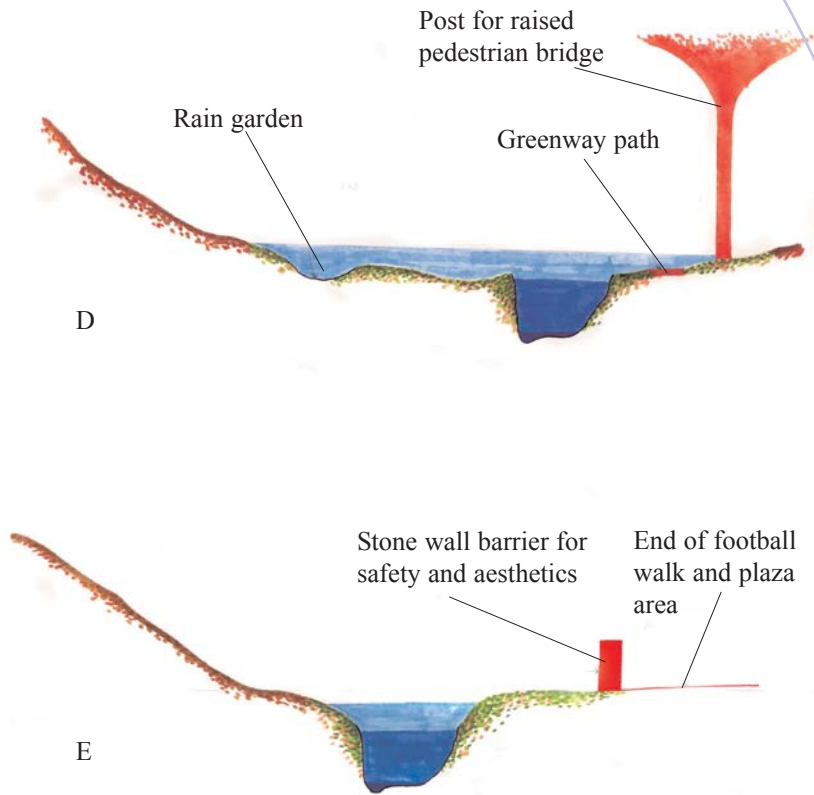 Post for raised
pedestrian bridge
Rain garden
Greenway path
D
Stone wall barrier for
safety and aesthetics
End of football
walk and plaza
area
E